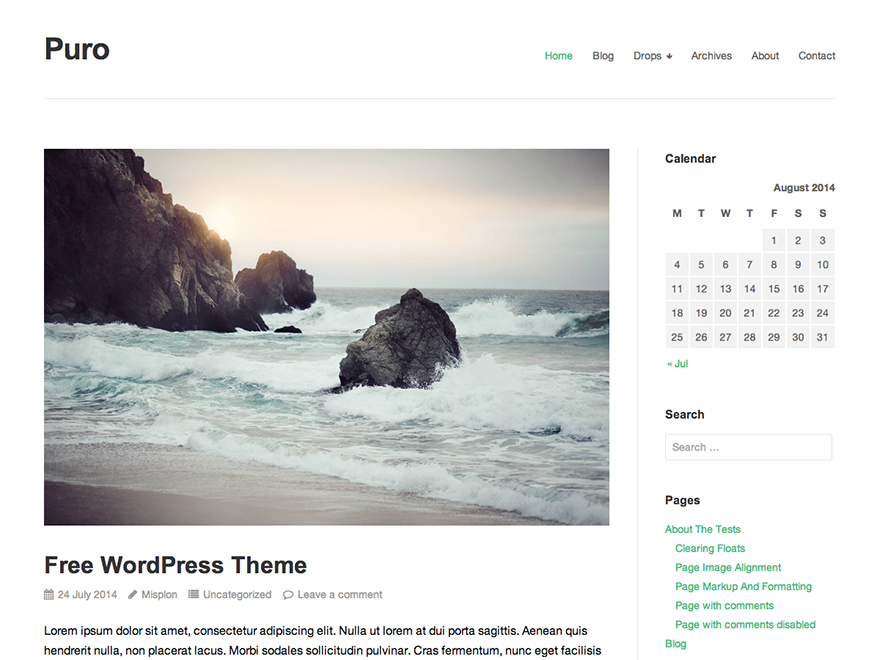 Puro
Home Blog Drops Archives About Contact
Free WordPress Theme
24 July 2014 Misplon Uncategorized Leave a comment
Lorem ipsum dolor sit amet, consectetur adipiscing elit. Nulla ut lorem at dui porta sagittis. Aenean quis
hendrerit nulla, non placerat lacus. Morbi sodales sollicitudin pulvinar. Cras fermentum, nunc eget facilisis
Calendar
August 2014
M T W T F S S
1 2 3
4 5 6 7 8 9 10
11 12 13 14 15 16 17
18 19 20 21 22 23 24
25 26 27 28 29 30 31
« Jul
Search
Search …
Pages
About The Tests
Clearing Floats
Page Image Alignment
Page Markup And Formatting
Page with comments
Page with comments disabled
Blog